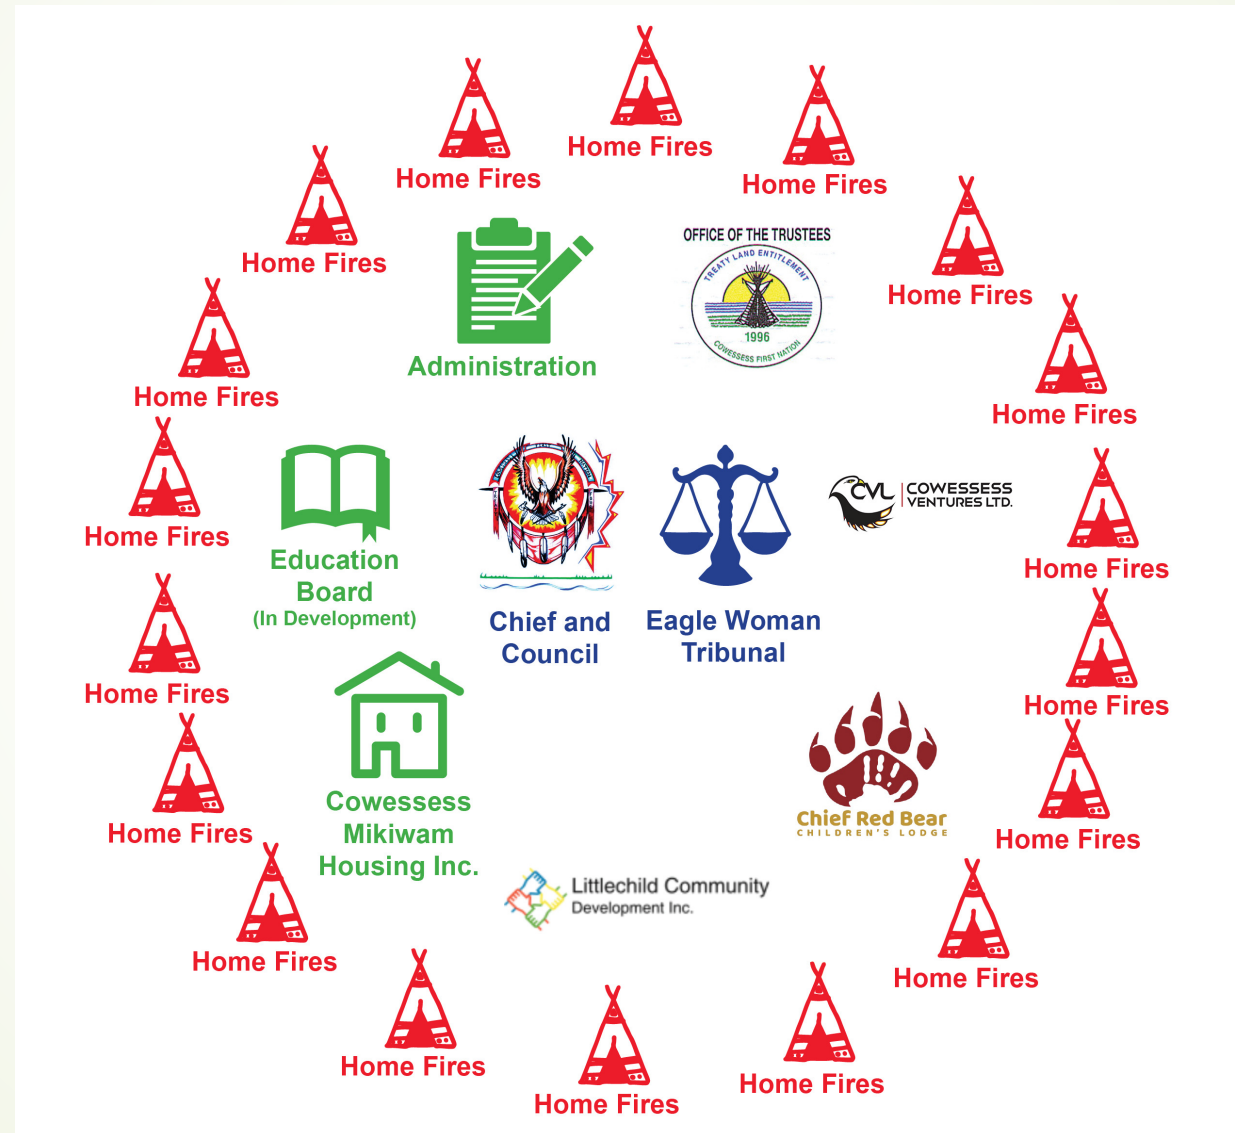 Home Fires
Home Fires
Home Fires
OFFICE OF THE TRUSTEES
Home Fires
TREATY LAND ENTITLEMENT
Home Fires
1996
COWESSESS FIRST NATION
Administration
Home Fires
Home Fires
CVL
COWESSESS
VENTURES LTD.
Home Fires
Education
Board
(In Development)
Home Fires
Chief and
Council
Eagle Woman
Tribunal
Home Fires
Home Fires
Cowessess
Mikiwam
Housing Inc.
Chief Red Bear
CHILDREN'S LODGE
Home Fires
Home Fires
Littlechild Community
Development Inc.
Home Fires
Home Fires
Home Fires
Home Fires
Home Fires